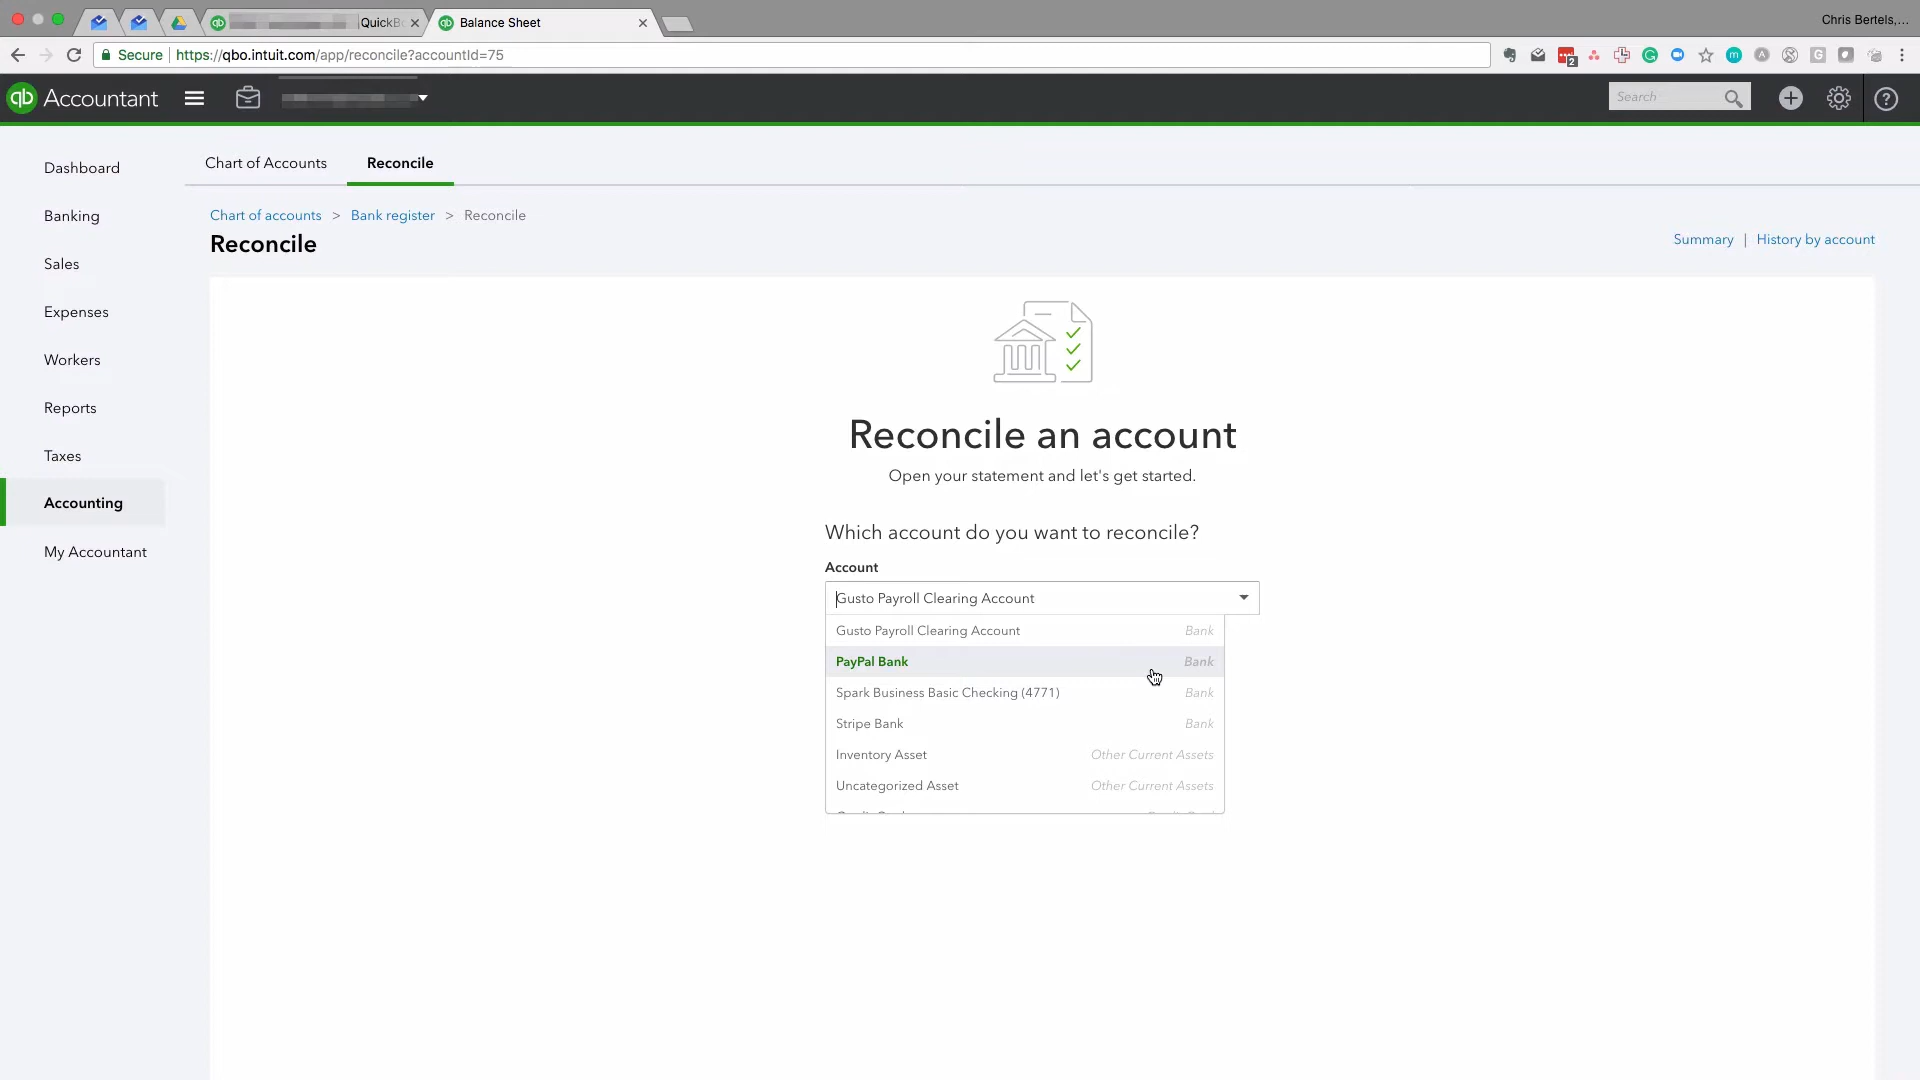 QuickB
Balance Sheet
Chris Bertels,...
Secure
https://qbo.intuit.com/app/reconcile?accountId=75
2
qb Accountant
Search
Dashboard
Banking
Sales
Expenses
Workers
Reports
Taxes
Accounting
My Accountant
Chart of Accounts
Reconcile
Chart of accounts > Bank register > Reconcile
Reconcile
Summary | History by account
Reconcile an account
Open your statement and let's get started.
Which account do you want to reconcile?
Account
Gusto Payroll Clearing Account
Gusto Payroll Clearing Account Bank
PayPal Bank Bank
Spark Business Basic Checking (4771) Bank
Stripe Bank Bank
Inventory Asset Other Current Assets
Uncategorized Asset Other Current Assets